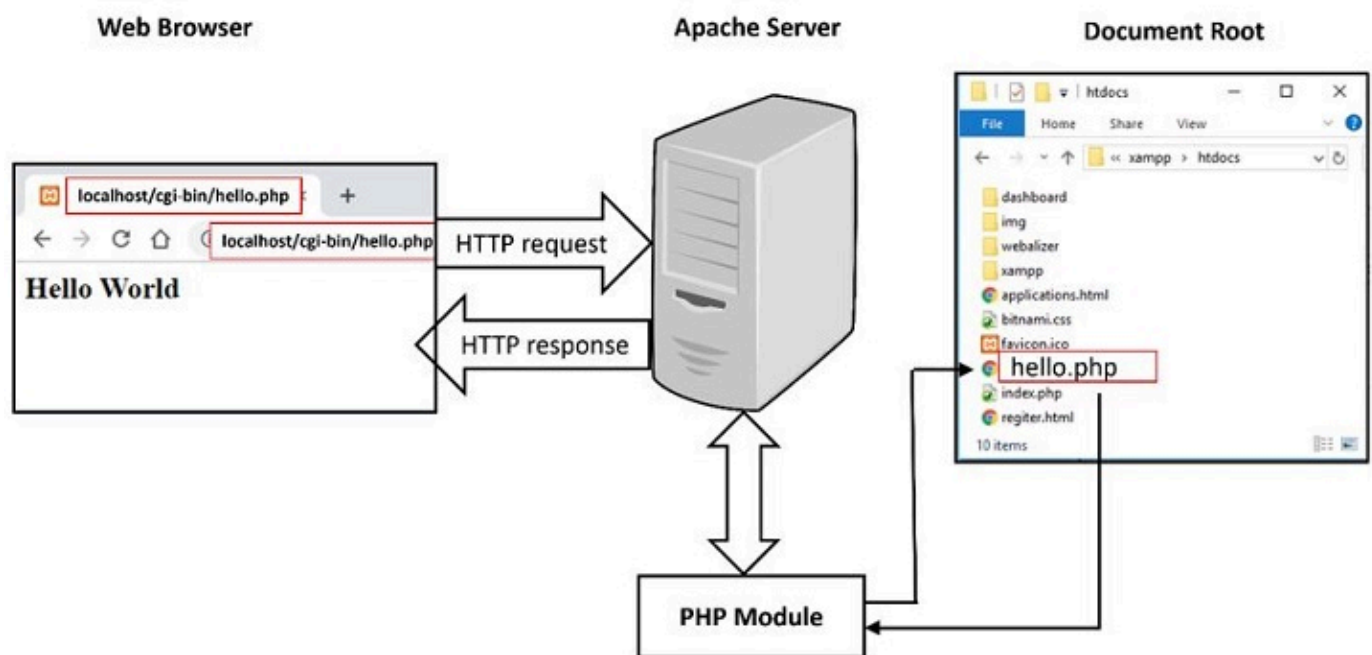 Web Browser
Apache Server
Document Root
localhost/cgi-bin/hello.php
+
localhost/cgi-bin/hello.php
Hello World
HTTP request
HTTP response
PHP Module
htdocs
File Home Share View
« xampp > htdocs
dashboard
img
webalizer
xampp
applications.html
bitnami.css
favicon.ico
hello.php
index.php
regiter.html
10 items